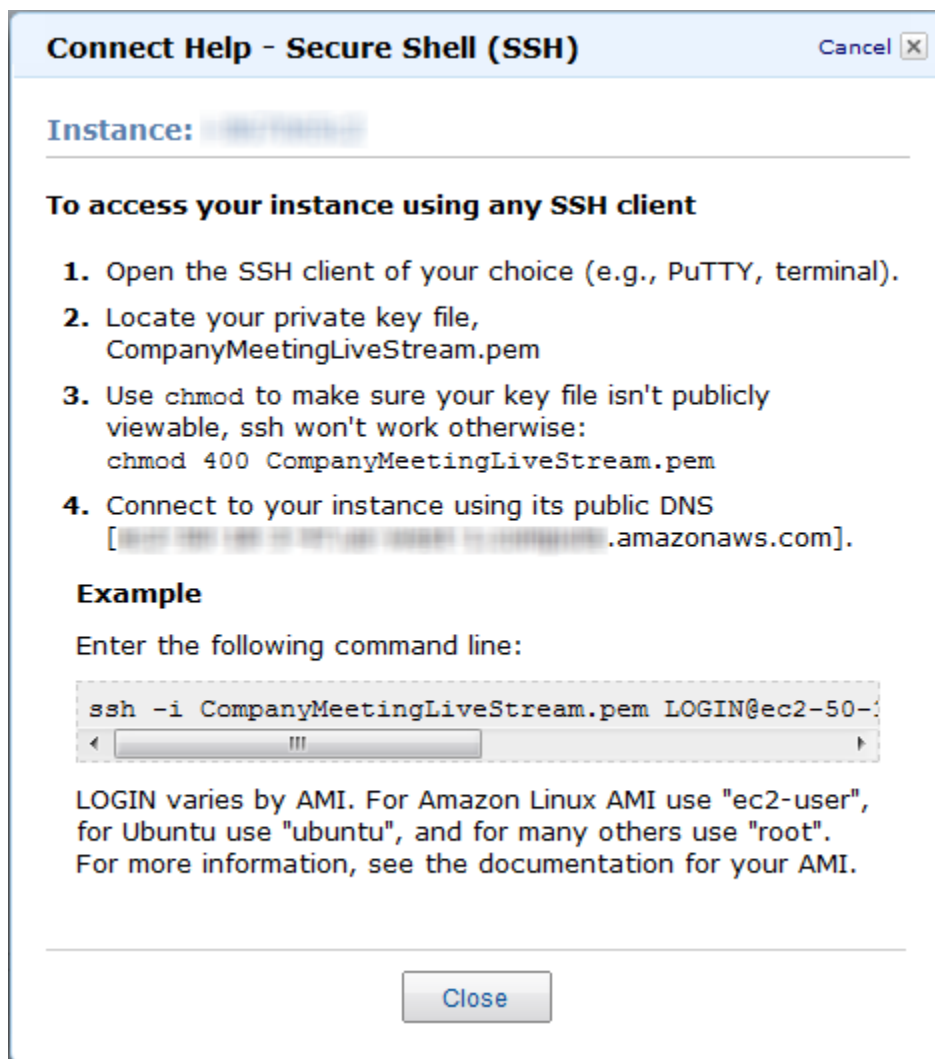 Connect Help - Secure Shell (SSH)
Cancel
Instance:
To access your instance using any SSH client
1. Open the SSH client of your choice (e.g., PuTTY, terminal).
2. Locate your private key file,
CompanyMeetingLiveStream.pem
3. Use chmod to make sure your key file isn't publicly
viewable, ssh won't work otherwise:
chmod 400 CompanyMeetingLiveStream.pem
4. Connect to your instance using its public DNS
[ .amazonaws.com].
Example
Enter the following command line:
ssh -i CompanyMeetingLiveStream.pem LOGIN@ec2-50-
LOGIN varies by AMI. For Amazon Linux AMI use "ec2-user",
for Ubuntu use "ubuntu", and for many others use "root".
For more information, see the documentation for your AMI.
Close